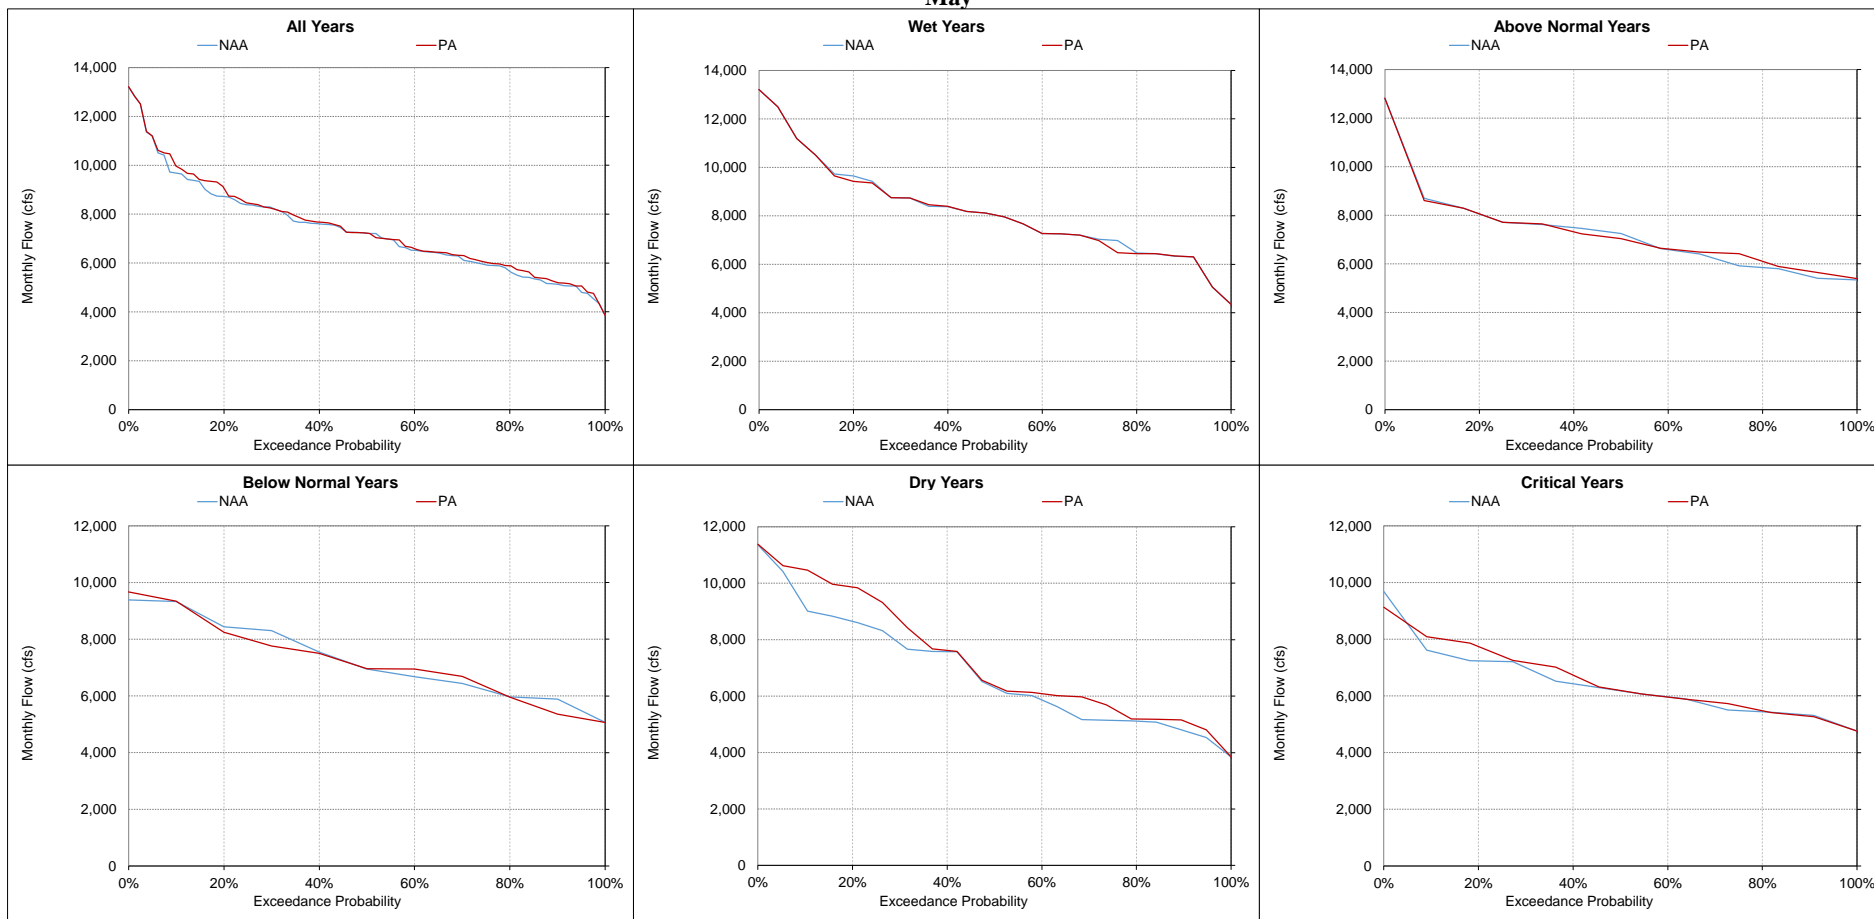 May
All Years
NAA PA
14,000
12,000
10,000
8,000
6,000
4,000
2,000
0
Monthly Flow (cfs)
0% 20% 40% 60% 80% 100%
Exceedance Probability
Wet Years
NAA PA
14,000
12,000
10,000
8,000
6,000
4,000
2,000
0
Monthly Flow (cfs)
0% 20% 40% 60% 80% 100%
Exceedance Probability
Above Normal Years
NAA PA
14,000
12,000
10,000
8,000
6,000
4,000
2,000
0
Monthly Flow (cfs)
0% 20% 40% 60% 80% 100%
Exceedance Probability
Below Normal Years
NAA PA
12,000
10,000
8,000
6,000
4,000
2,000
0
Monthly Flow (cfs)
0% 20% 40% 60% 80% 100%
Exceedance Probability
Dry Years
NAA PA
12,000
10,000
8,000
6,000
4,000
2,000
0
Monthly Flow (cfs)
0% 20% 40% 60% 80% 100%
Exceedance Probability
Critical Years
NAA PA
12,000
10,000
8,000
6,000
4,000
2,000
0
Monthly Flow (cfs)
0% 20% 40% 60% 80% 100%
Exceedance Probability